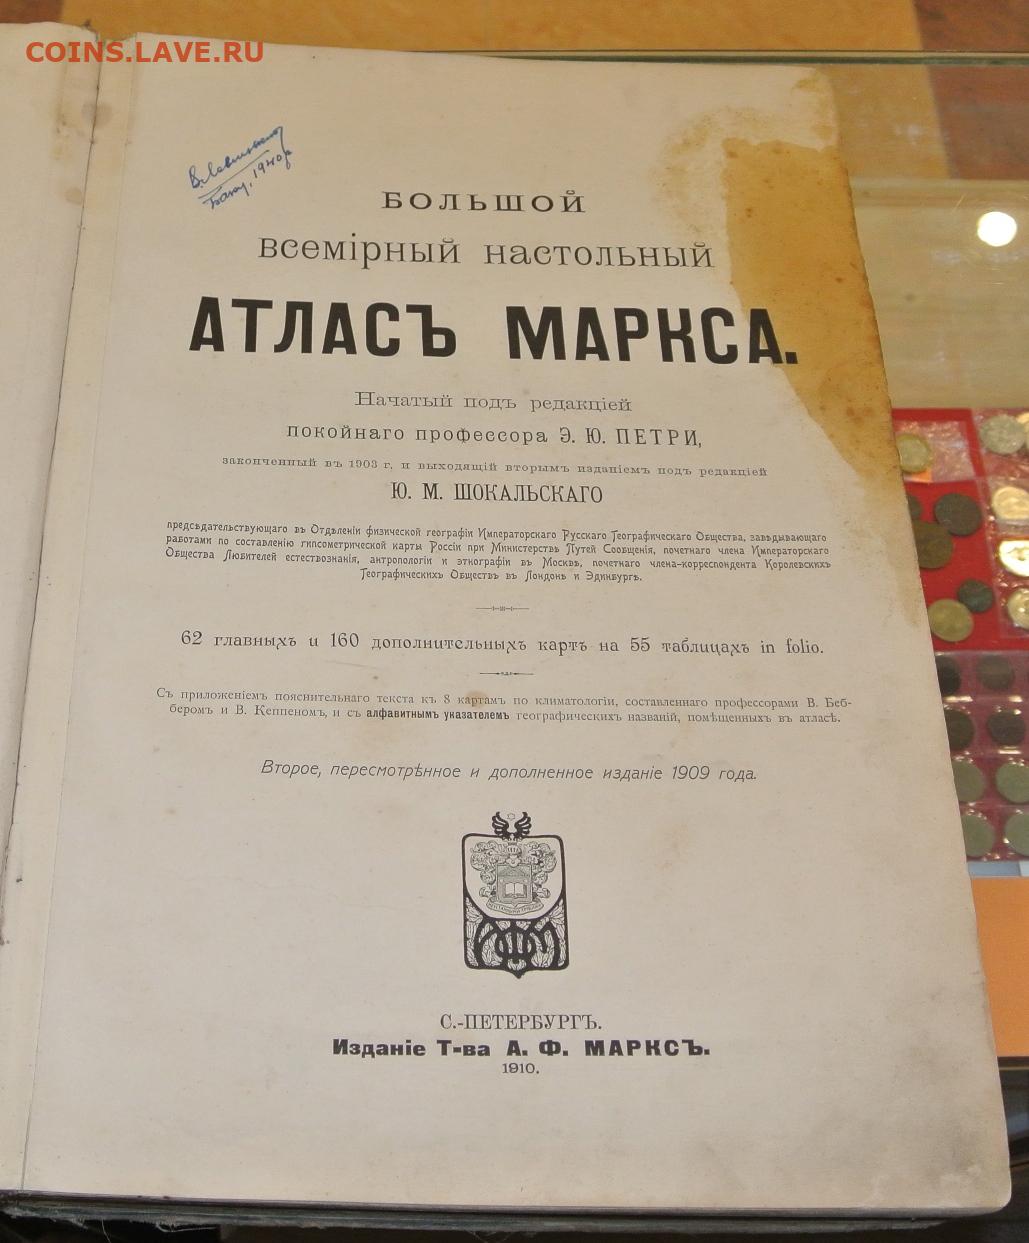 COINS.LAVE.RU
1940 г.
БОЛЬШОЙ
ВСЕМІРНЫЙ НАСТОЛЬНЫЙ
АТЛАСЪ МАРКСА.
Начатый подъ редакціей
покойнаго профессора Э. Ю. ПЕТРИ,
законченный въ 1903 г. и выходящій вторымъ изданіемъ подъ редакціей
Ю. М. ШОКАЛЬСКАГО
предсѣдательствующаго въ Отдѣленіи физической географіи Императорскаго Русскаго Географическаго Общества, завѣдывающаго
работами по составленію гипсометрической карты Россіи при Министерствѣ Путей Сообщенія, почетнаго члена Императорскаго
Общества Любителей естествознанія, антропологіи и этнографіи въ Москвѣ, почетнаго члена-корреспондента Королевскихъ
Географическихъ Обществъ въ Лондонѣ и Эдинбургѣ.
62 главныхъ и 160 дополнительныхъ картъ на 55 таблицахъ in folio.
Съ приложеніемъ пояснительнаго текста къ 8 картамъ по климатологіи, составленнаго профессорами В. Беб-
беромъ и В. Кеппеномъ, и съ алфавитнымъ указателемъ географическихъ названій, помѣщенныхъ въ атласѣ.
Второе, пересмотрѣнное и дополненное изданіе 1909 года.
С.-ПЕТЕРБУРГЪ.
Изданіе Т-ва А. Ф. МАРКСЪ.
1910.